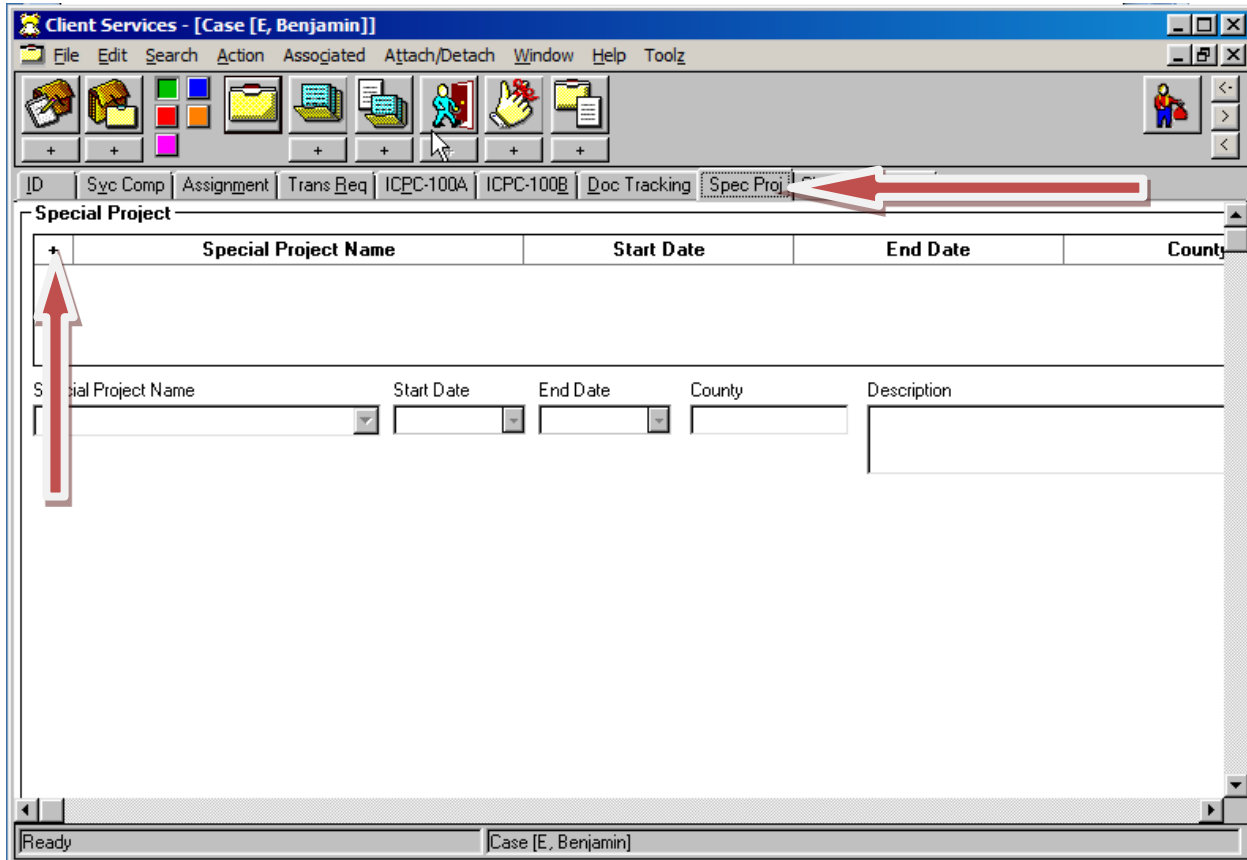 Client Services - [Case [E, Benjamin]]
File Edit Search Action Associated Attach/Detach Window Help Toolz
+ + + + + + +
ID Svc Comp Assignment Trans Req ICPC-100A ICPC-100B Doc Tracking Spec Proj
Special Project
+ Special Project Name Start Date End Date County
Special Project Name Start Date End Date County Description
Ready Case [E, Benjamin]